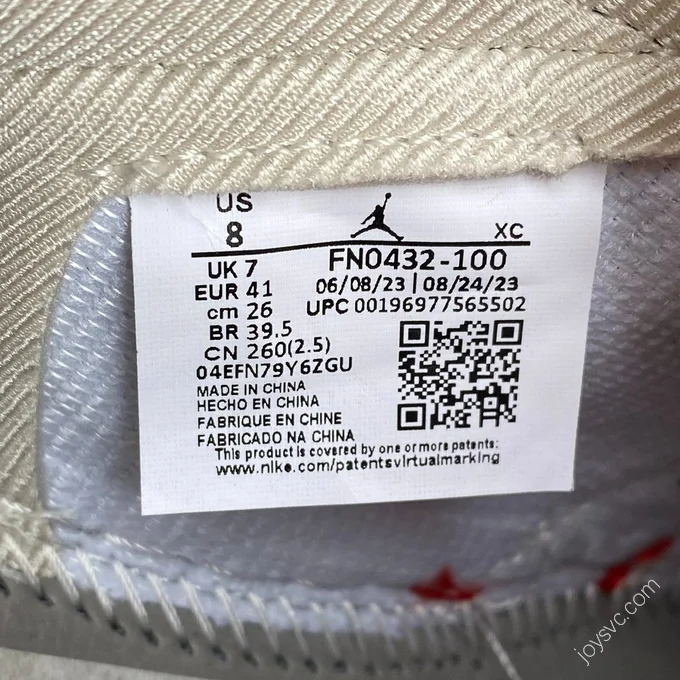 US
8
XC
UK 7
FN0432-100
EUR 41
06/08/23 | 08/24/23
cm 26
UPC 00196977565502
BR 39.5
CN 260(2.5)
04EFN79Y6ZGU
MADE IN CHINA
HECHO EN CHINA
FABRIQUE EN CHINE
FABRICADO NA CHINA
This product is covered by one or more patents:
www.nike.com/patentsvirtualmarking
joysvc.com